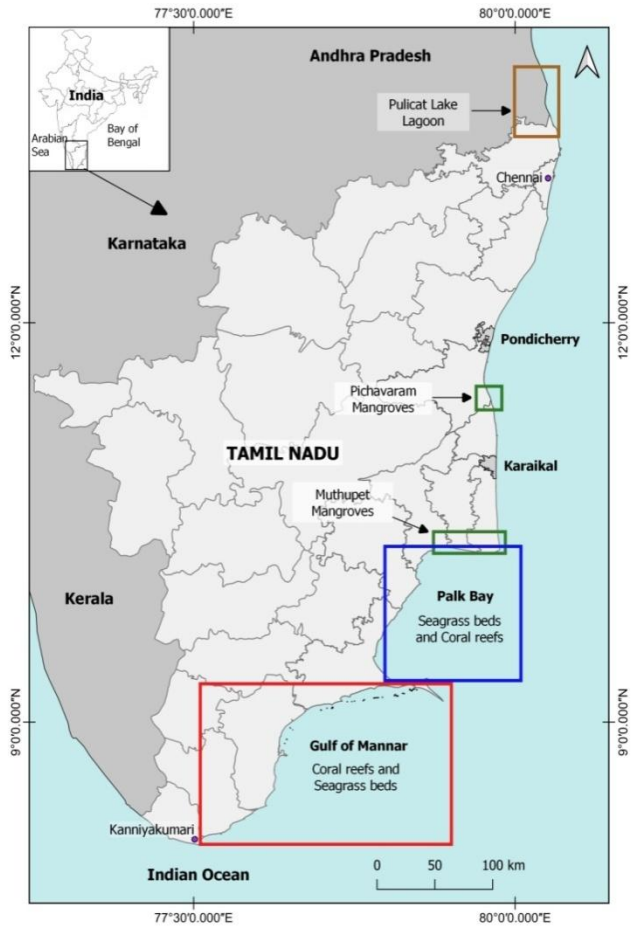 77°30'0.000"E
80°0'0.000"E
Andhra Pradesh
India
Arabian
Sea
Bay of
Bengal
Pulicat Lake
Lagoon
Chennai
Karnataka
12°0'0.000"N
12°0'0.000"N
Pondicherry
Pichavaram
Mangroves
TAMIL NADU
Karaikal
Muthupet
Mangroves
Kerala
Palk Bay
Seagrass beds
and Coral reefs
9°0'0.000"N
9°0'0.000"N
Gulf of Mannar
Coral reefs and
Seagrass beds
Kanniyakumari
Indian Ocean
0 50 100 km
77°30'0.000"E
80°0'0.000"E